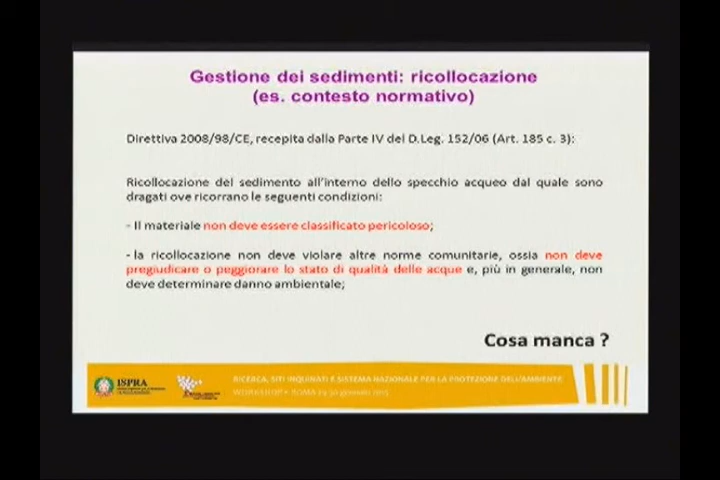 Gestione dei sedimenti: ricollocazione
(es. contesto normativo)
Direttiva 2008/98/CE, recepita dalla Parte IV del D.Leg. 152/06 (Art. 185 c. 3):
Ricollocazione del sedimento all'interno dello specchio acqueo dal quale sono
dragati ove ricorrano le seguenti condizioni:
- Il materiale non deve essere classificato pericoloso;
- la ricollocazione non deve violare altre norme comunitarie, ossia non deve
pregiudicare o peggiorare lo stato di qualità delle acque e, più in generale, non
deve determinare danno ambientale;
Cosa manca ?
ISPRA
RICERCA, SITI INQUINATI E SISTEMA NAZIONALE PER LA PROTEZIONE DELL'AMBIENTE
WORKSHOP • ROMA